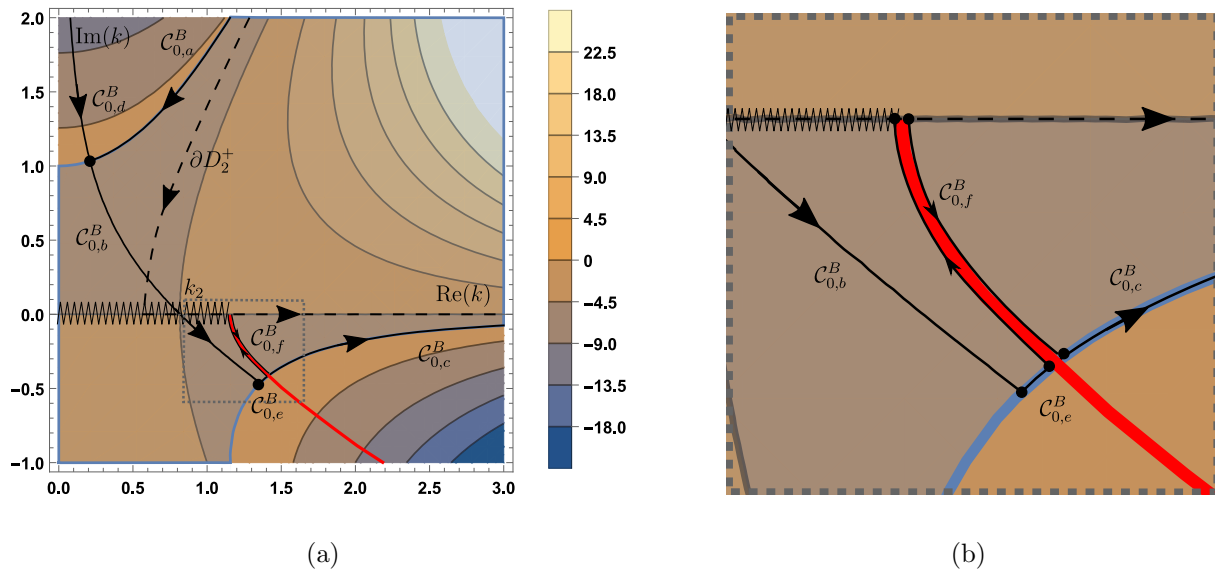 2.0
1.5
1.0
0.5
0.0
−0.5
−1.0
0.0
0.5
1.0
1.5
2.0
2.5
3.0
Im(k)
Re(k)
𝒞^B_{0,a}
𝒞^B_{0,d}
∂D_2^+
𝒞^B_{0,b}
k_2
𝒞^B_{0,f}
𝒞^B_{0,c}
𝒞^B_{0,e}
22.5
18.0
13.5
9.0
4.5
0
−4.5
−9.0
−13.5
−18.0
(a)
𝒞^B_{0,f}
𝒞^B_{0,b}
𝒞^B_{0,c}
𝒞^B_{0,e}
(b)